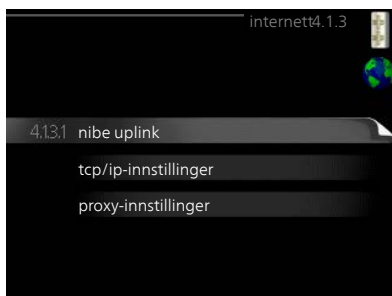 internett4.1.3
4.1.3.1 nibe uplink
tcp/ip-innstillinger
proxy-innstillinger